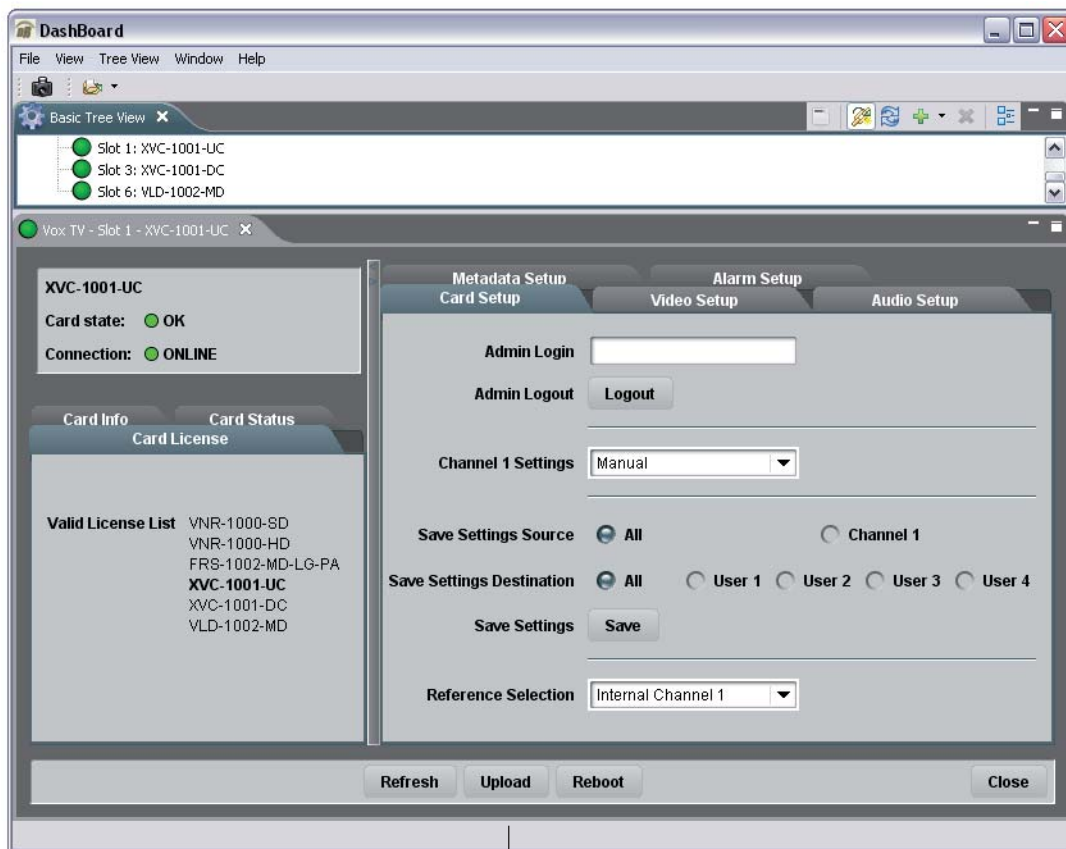 DashBoard
File View Tree View Window Help
Basic Tree View
Slot 1: XVC-1001-UC
Slot 3: XVC-1001-DC
Slot 6: VLD-1002-MD
Vox TV - Slot 1 - XVC-1001-UC
XVC-1001-UC
Card state: OK
Connection: ONLINE
Card Info Card Status
Card License
Valid License List VNR-1000-SD
VNR-1000-HD
FRS-1002-MD-LG-PA
XVC-1001-UC
XVC-1001-DC
VLD-1002-MD
Metadata Setup Alarm Setup
Card Setup Video Setup Audio Setup
Admin Login
Admin Logout Logout
Channel 1 Settings Manual
Save Settings Source All Channel 1
Save Settings Destination All User 1 User 2 User 3 User 4
Save Settings Save
Reference Selection Internal Channel 1
Refresh Upload Reboot Close